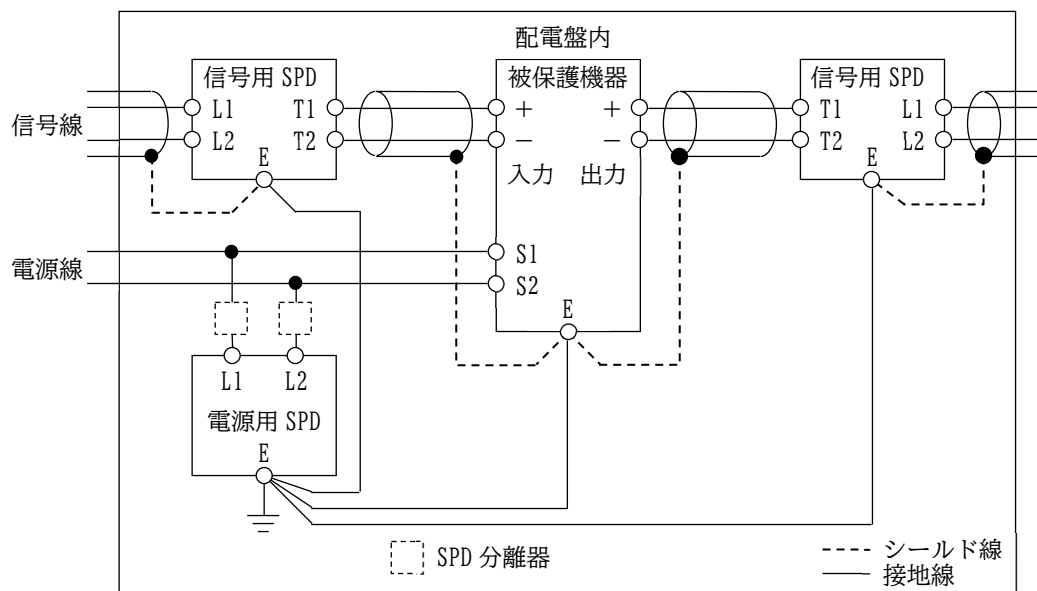 配電盤内
信号用 SPD
被保護機器
信号用 SPD
信号線
L1 T1
L2 T2
E
+ +
− −
入力 出力
T1 L1
T2 L2
E
電源線
S1
S2
E
L1 L2
電源用 SPD
E
SPD 分離器
シールド線
接地線